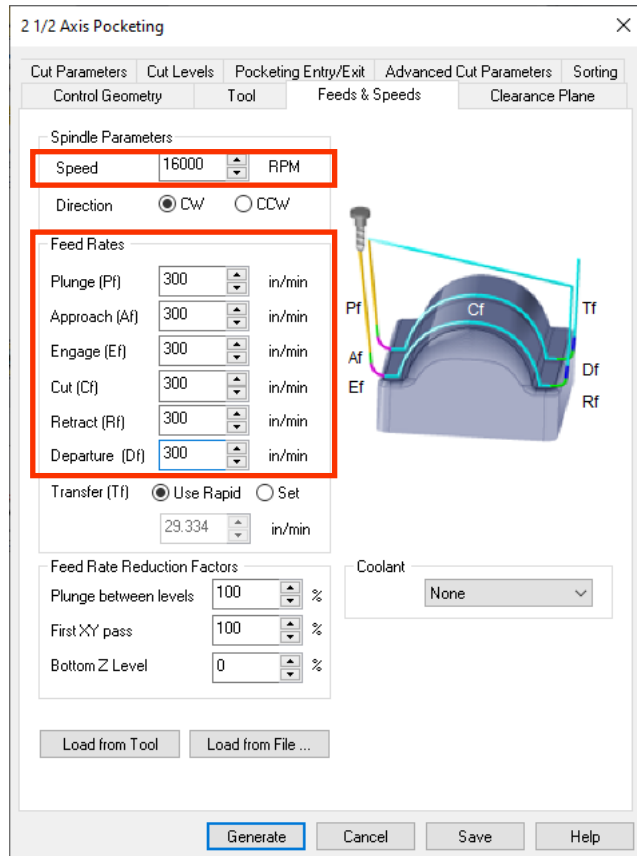 2 1/2 Axis Pocketing
Cut Parameters Cut Levels Pocketing Entry/Exit Advanced Cut Parameters Sorting
Control Geometry Tool Feeds & Speeds Clearance Plane
Spindle Parameters
Speed 16000 RPM
Direction CW CCW
Feed Rates
Plunge (Pf) 300 in/min
Approach (Af) 300 in/min
Engage (Ef) 300 in/min
Cut (Cf) 300 in/min
Retract (Rf) 300 in/min
Departure (Df) 300 in/min
Transfer (Tf) Use Rapid Set
29.334 in/min
Pf Cf Tf
Af Df
Ef Rf
Feed Rate Reduction Factors
Plunge between levels 100 %
First XY pass 100 %
Bottom Z Level 0 %
Coolant
None
Load from Tool Load from File ...
Generate Cancel Save Help